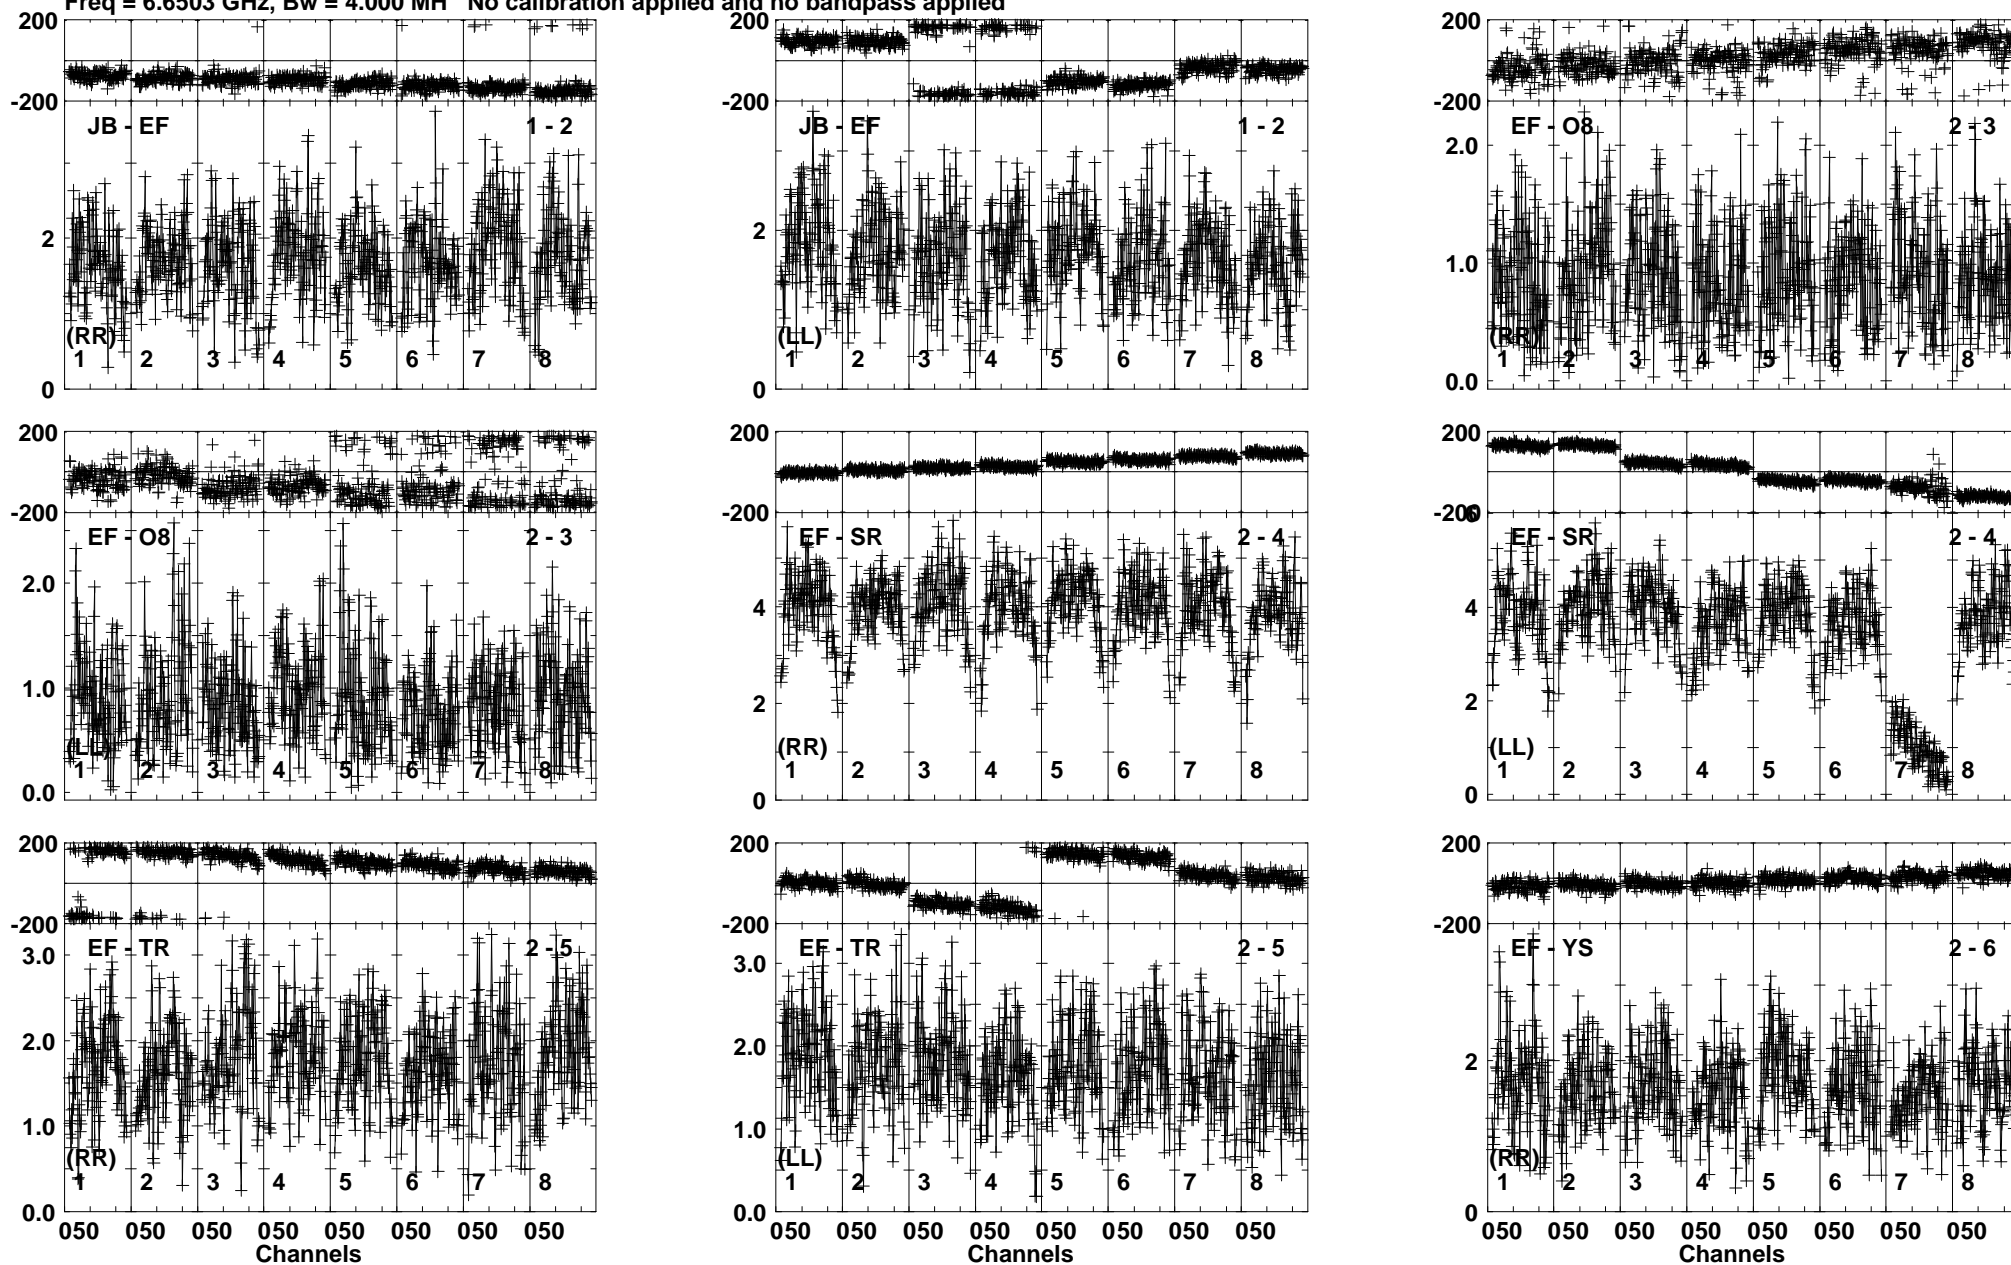 Freq = 6.6503 GHz, Bw = 4.000 MH No calibration applied and no bandpass applied
200
-200
JB - EF 1 - 2
2
(RR)
1 2 3 4 5 6 7 8
0
200
-200
JB - EF 1 - 2
2
(LL)
1 2 3 4 5 6 7 8
0
200
-200
EF - O8 2 - 3
2.0
1.0
(RR)
1 2 3 4 5 6 7 8
0.0
200
-200
EF - O8 2 - 3
2.0
1.0
(LL)
1 2 3 4 5 6 7 8
0.0
200
-200
EF - SR 2 - 4
4
2
(RR)
1 2 3 4 5 6 7 8
0
200
-200
6
EF - SR 2 - 4
4
2
(LL)
1 2 3 4 5 6 7 8
0
200
-200
EF - TR 2 - 5
3.0
2.0
1.0
(RR)
1 2 3 4 5 6 7 8
0.0
050 050 050 050 050 050 050 050
Channels
200
-200
EF - TR 2 - 5
3.0
2.0
1.0
(LL)
1 2 3 4 5 6 7 8
0.0
050 050 050 050 050 050 050 050
200
-200
EF - YS 2 - 6
2
(RR)
1 2 3 4 5 6 7 8
0
050 050 050 050 050 050 050 050
Channels